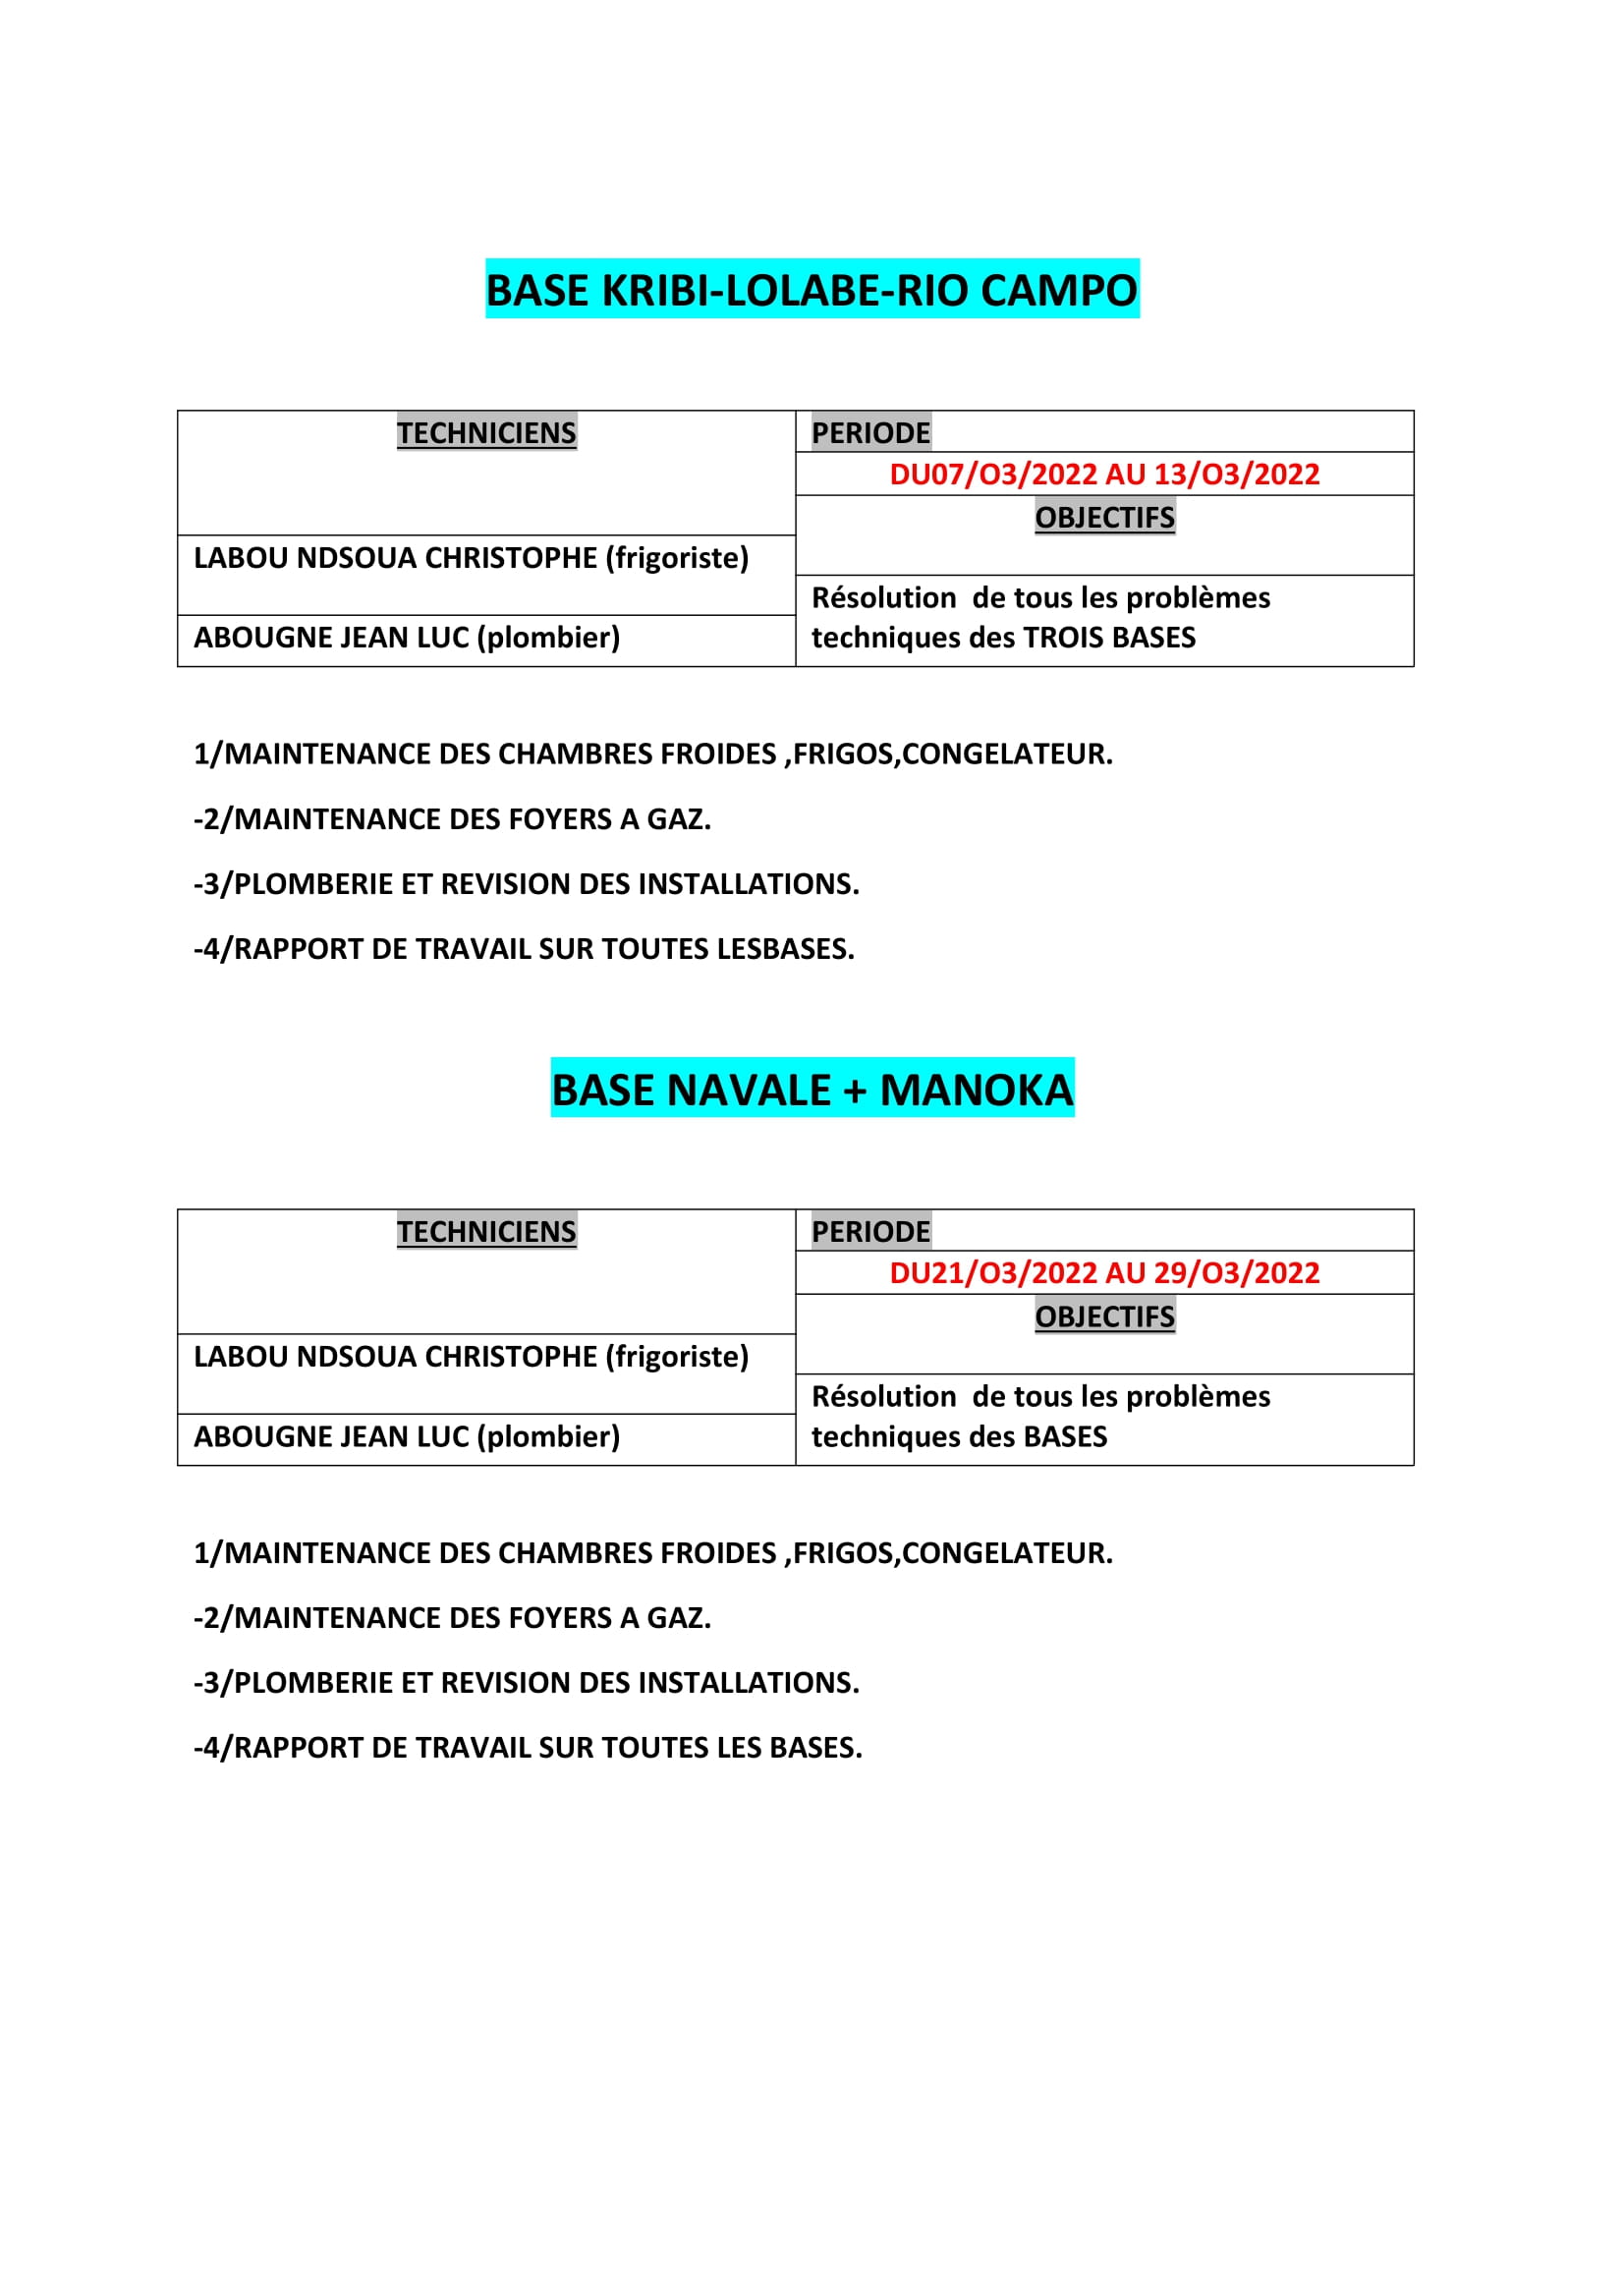 BASE KRIBI-LOLABE-RIO CAMPO
TECHNICIENS
PERIODE
DU07/O3/2022 AU 13/O3/2022
OBJECTIFS
LABOU NDSOUA CHRISTOPHE (frigoriste)
Résolution  de tous les problèmes
techniques des TROIS BASES
ABOUGNE JEAN LUC (plombier)
1/MAINTENANCE DES CHAMBRES FROIDES ,FRIGOS,CONGELATEUR.
-2/MAINTENANCE DES FOYERS A GAZ.
-3/PLOMBERIE ET REVISION DES INSTALLATIONS.
-4/RAPPORT DE TRAVAIL SUR TOUTES LESBASES.
BASE NAVALE + MANOKA
TECHNICIENS
PERIODE
DU21/O3/2022 AU 29/O3/2022
OBJECTIFS
LABOU NDSOUA CHRISTOPHE (frigoriste)
Résolution  de tous les problèmes
techniques des BASES
ABOUGNE JEAN LUC (plombier)
1/MAINTENANCE DES CHAMBRES FROIDES ,FRIGOS,CONGELATEUR.
-2/MAINTENANCE DES FOYERS A GAZ.
-3/PLOMBERIE ET REVISION DES INSTALLATIONS.
-4/RAPPORT DE TRAVAIL SUR TOUTES LES BASES.